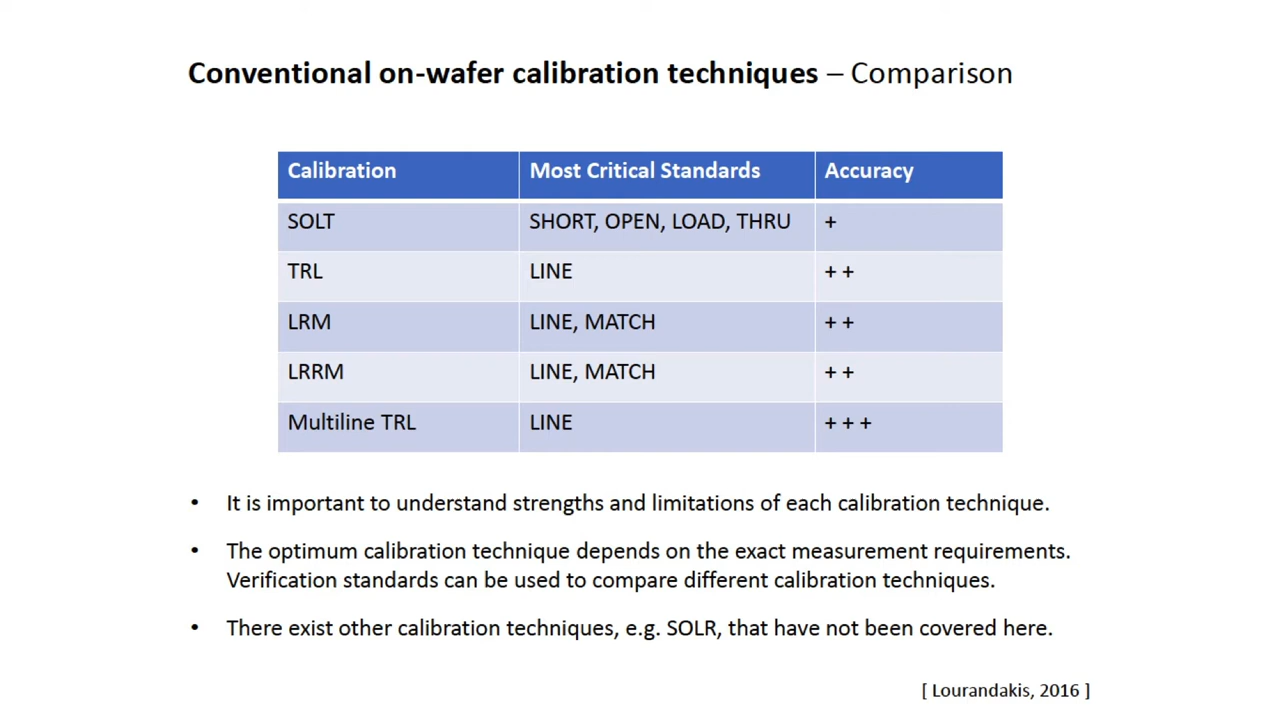 Conventional on-wafer calibration techniques – Comparison
Calibration Most Critical Standards Accuracy
SOLT SHORT, OPEN, LOAD, THRU +
TRL LINE + +
LRM LINE, MATCH + +
LRRM LINE, MATCH + +
Multiline TRL LINE + + +
• It is important to understand strengths and limitations of each calibration technique.
• The optimum calibration technique depends on the exact measurement requirements.
Verification standards can be used to compare different calibration techniques.
• There exist other calibration techniques, e.g. SOLR, that have not been covered here.
[ Lourandakis, 2016 ]